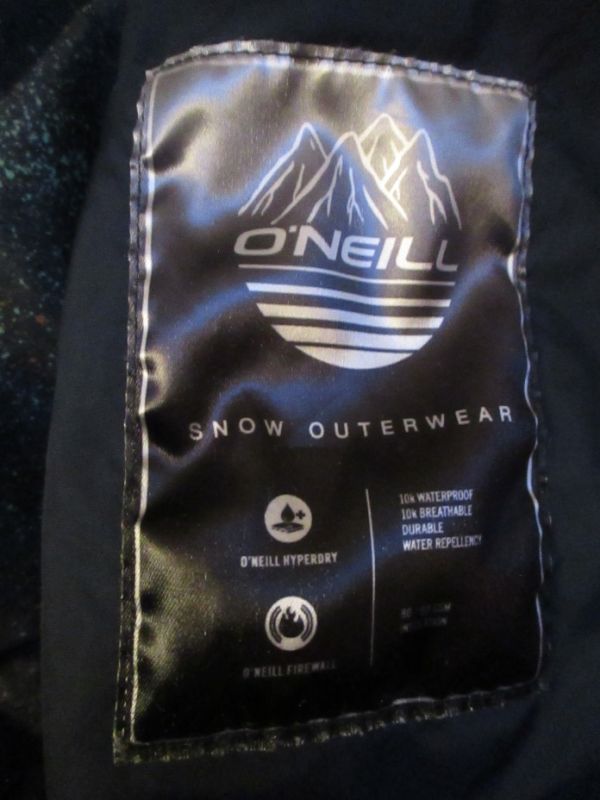 O'NEILL
SNOW OUTERWEAR
O'NEILL HYPERDRY
10k WATERPROOF
10k BREATHABLE
DURABLE
WATER REPELLENCY
O'NEILL FIREWALL